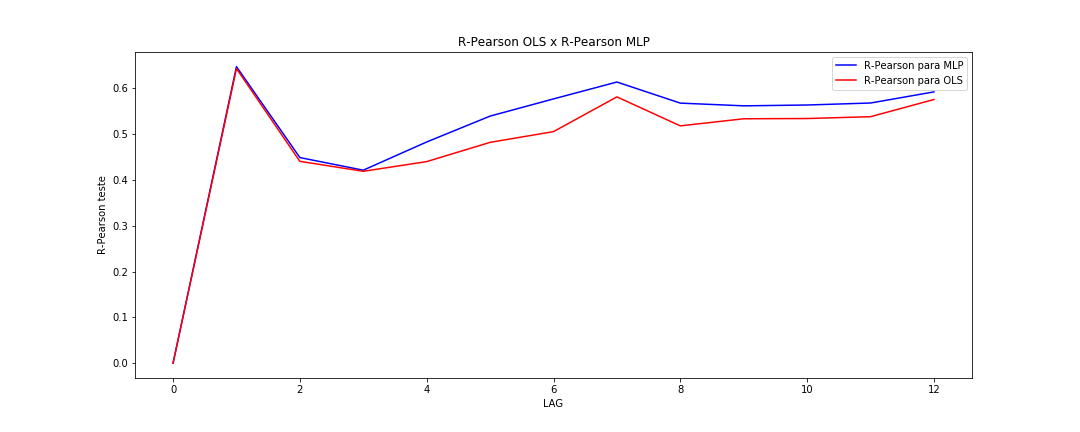 R-Pearson OLS x R-Pearson MLP
R-Pearson para MLP
R-Pearson para OLS
0.6
0.5
0.4
0.3
0.2
0.1
0.0
R-Pearson teste
0 2 4 6 8 10 12
LAG